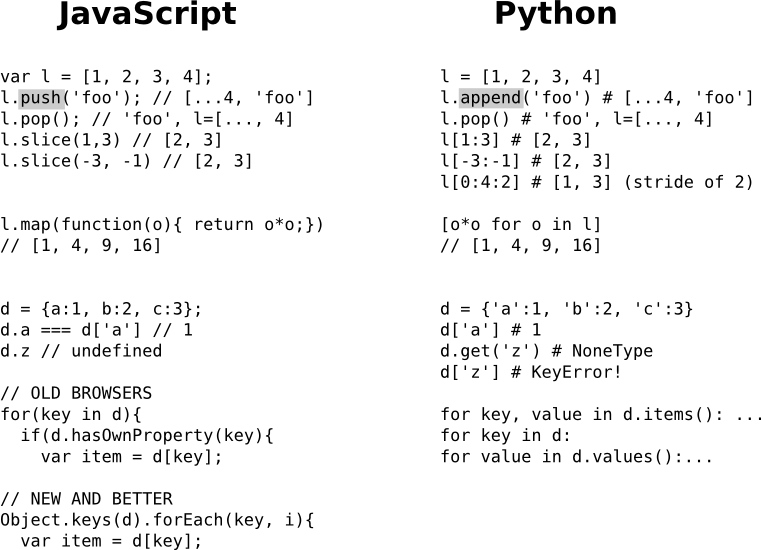 JavaScript
var l = [1, 2, 3, 4];
l.push('foo'); // [...4, 'foo']
l.pop(); // 'foo', l=[..., 4]
l.slice(1,3) // [2, 3]
l.slice(-3, -1) // [2, 3]
l.map(function(o){ return o*o;})
// [1, 4, 9, 16]
d = {a:1, b:2, c:3};
d.a === d['a'] // 1
d.z // undefined
// OLD BROWSERS
for(key in d){
  if(d.hasOwnProperty(key){
    var item = d[key];
// NEW AND BETTER
Object.keys(d).forEach(key, i){
  var item = d[key];
Python
l = [1, 2, 3, 4]
l.append('foo') # [...4, 'foo']
l.pop() # 'foo', l=[..., 4]
l[1:3] # [2, 3]
l[-3:-1] # [2, 3]
l[0:4:2] # [1, 3] (stride of 2)
[o*o for o in l]
// [1, 4, 9, 16]
d = {'a':1, 'b':2, 'c':3}
d['a'] # 1
d.get('z') # NoneType
d['z'] # KeyError!
for key, value in d.items(): ...
for key in d:
for value in d.values():...